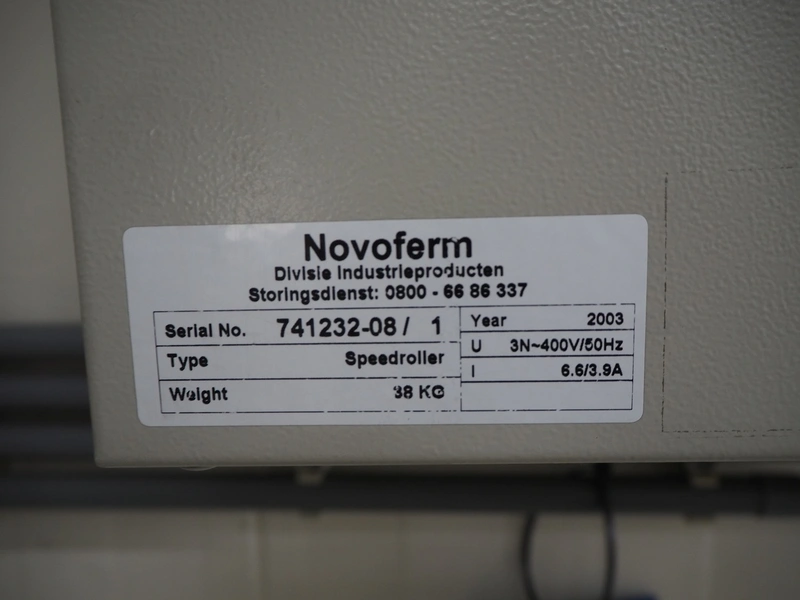 Novoferm
Divisie Industrieproducten
Storingsdienst: 0800 - 66 86 337
Serial No. 741232-08 / 1
Type Speedroller
Weight 38 KG
Year 2003
U 3N~400V/50Hz
I 6.6/3.9A